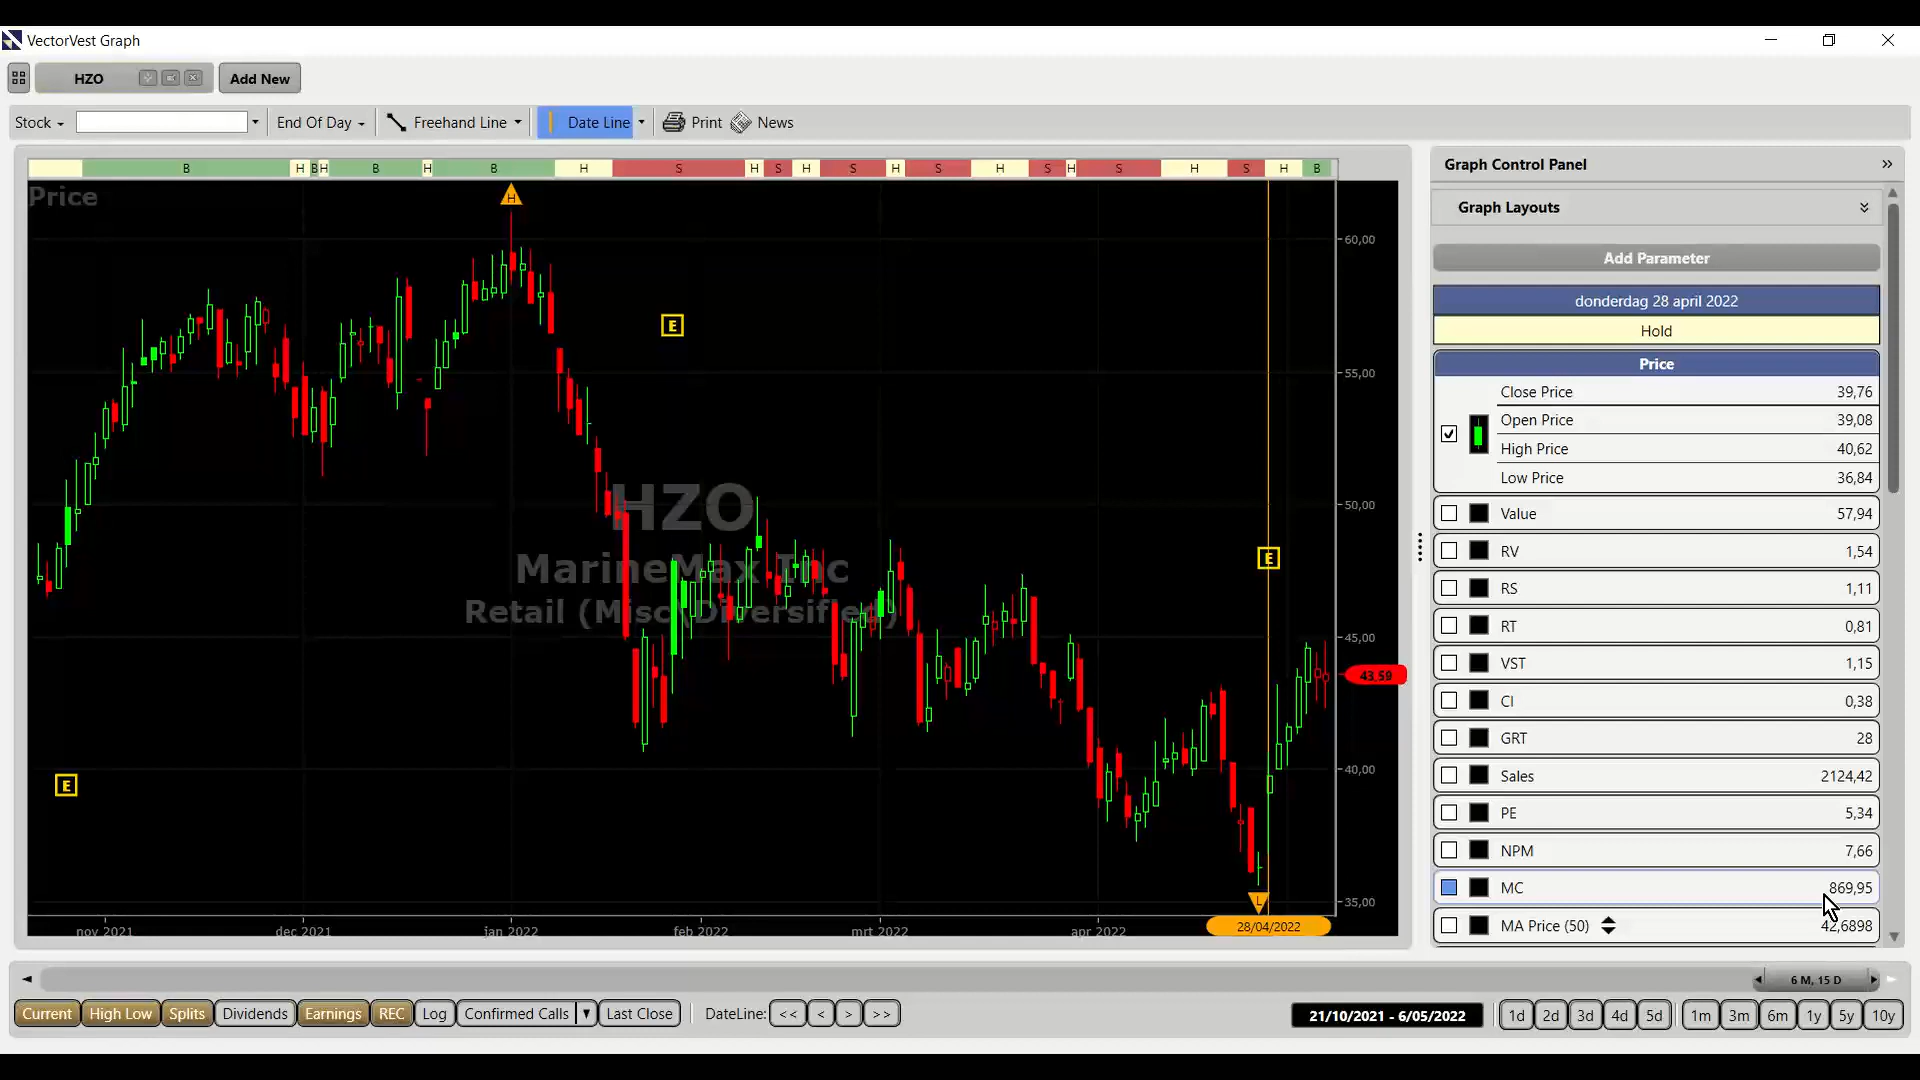 VectorVest Graph
HZO
Add New
Stock
End Of Day
Freehand Line
Date Line
Print
News
B H B H B H B H S H S H S H S H S H S H S H B
Graph Control Panel
Graph Layouts
Add Parameter
donderdag 28 april 2022
Hold
Price
Close Price 39,76
Open Price 39,08
High Price 40,62
Low Price 36,84
Value 57,94
RV 1,54
RS 1,11
RT 0,81
VST 1,15
CI 0,38
GRT 28
Sales 2124,42
PE 5,34
NPM 7,66
MC 869,95
MA Price (50) 42,6898
Price
H
60,00
E
55,00
50,00
HZO
MarineMax Inc
Retail (Misc\Diversified)
E
45,00
43,59
E
40,00
L
35,00
nov 2021 dec 2021 jan 2022 feb 2022 mrt 2022 apr 2022 28/04/2022
6 M, 15 D
Current
High Low
Splits
Dividends
Earnings
REC
Log
Confirmed Calls
Last Close
DateLine: << < > >>
21/10/2021 - 6/05/2022
1d 2d 3d 4d 5d 1m 3m 6m 1y 5y 10y